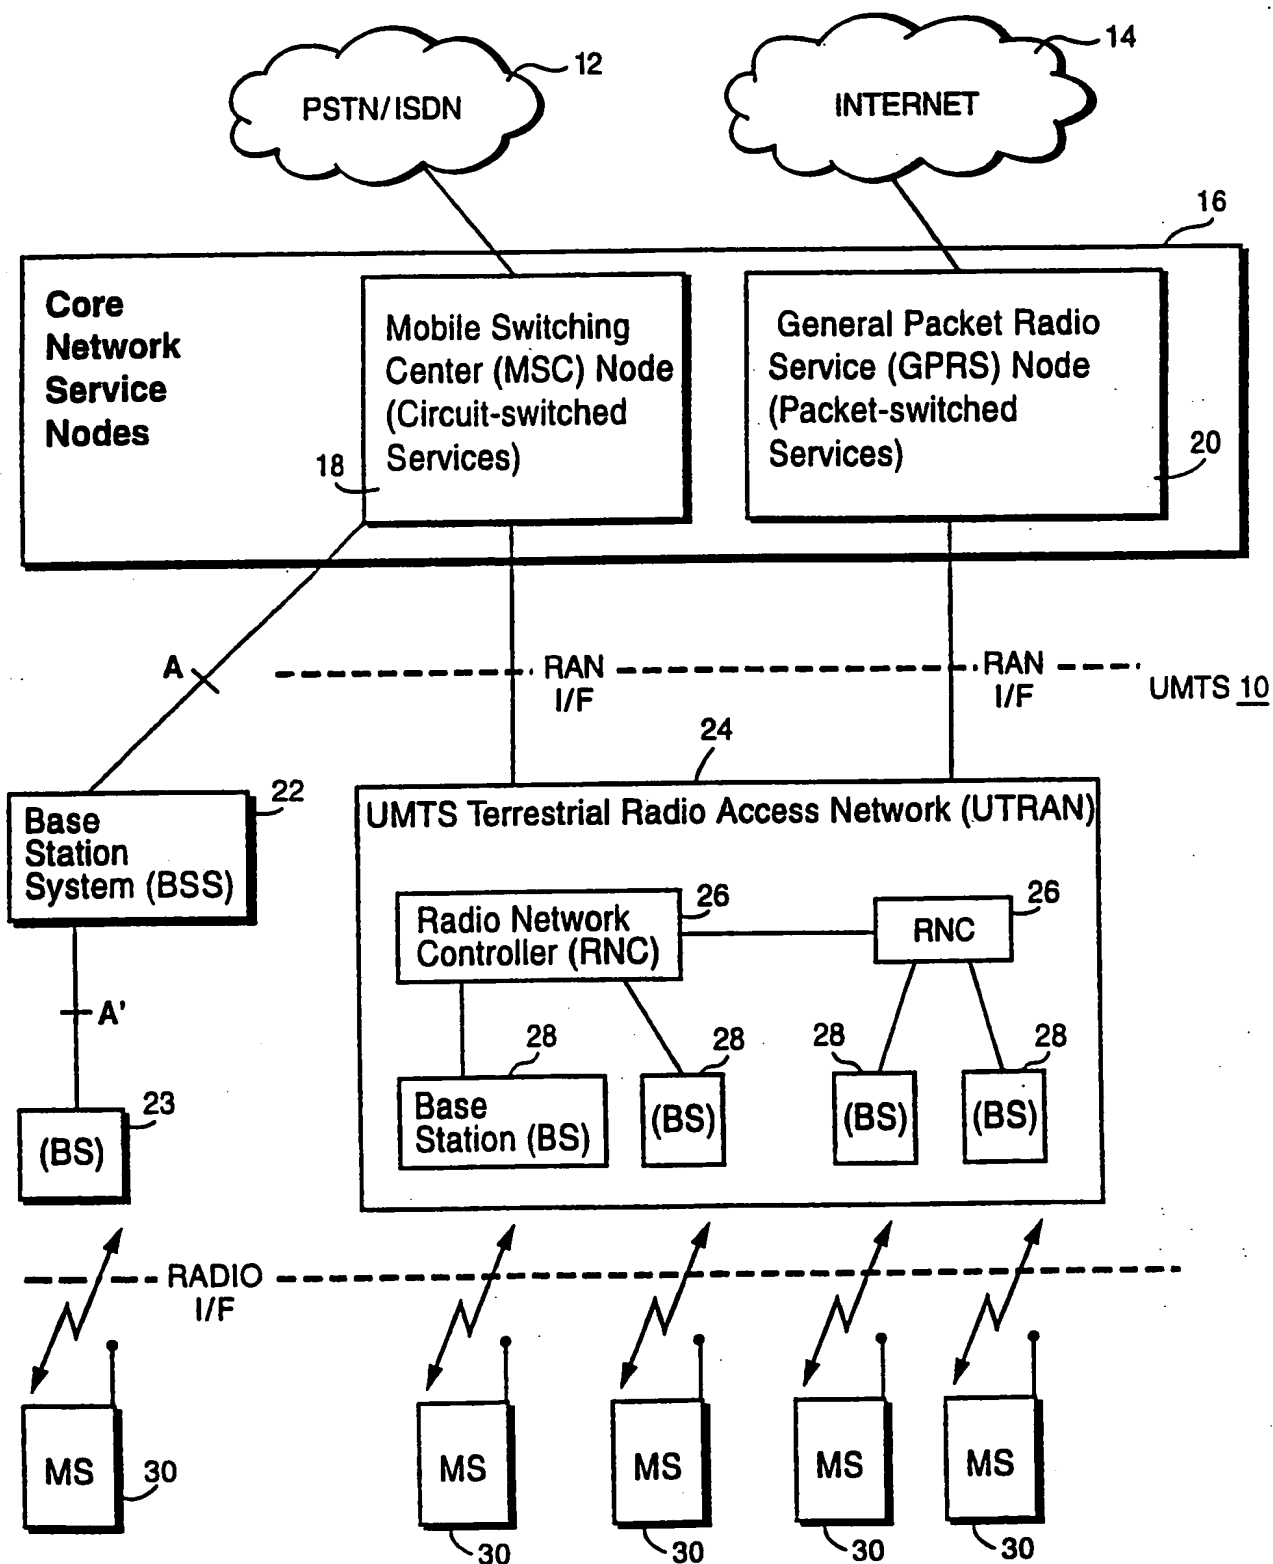 12
14
PSTN/ISDN
INTERNET
16
Core
Network
Service
Nodes
Mobile Switching
Center (MSC) Node
(Circuit-switched
Services)
18
General Packet Radio
Service (GPRS) Node
(Packet-switched
Services)
20
A
RAN
I/F
RAN
I/F
UMTS 10
24
22
Base
Station
System (BSS)
UMTS Terrestrial Radio Access Network (UTRAN)
Radio Network
Controller (RNC)
26
RNC
26
A'
28
28
28
28
23
(BS)
Base
Station (BS)
(BS)
(BS)
(BS)
RADIO
I/F
MS
30
MS
30
MS
30
MS
30
MS
30